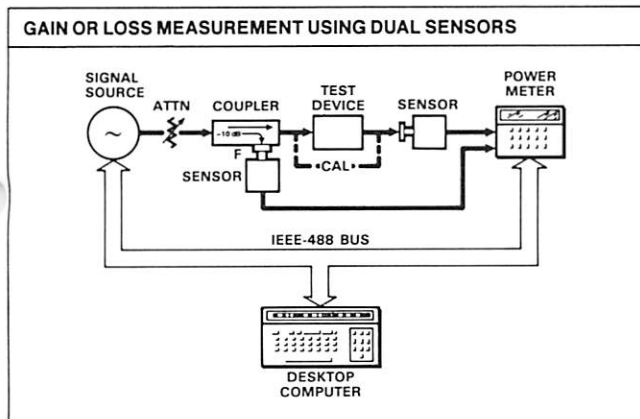 GAIN OR LOSS MEASUREMENT USING DUAL SENSORS
SIGNAL
SOURCE
ATTN
COUPLER
TEST
DEVICE
SENSOR
POWER
METER
~
-10 dB
F
SENSOR
CAL
IEEE-488 BUS
DESKTOP
COMPUTER